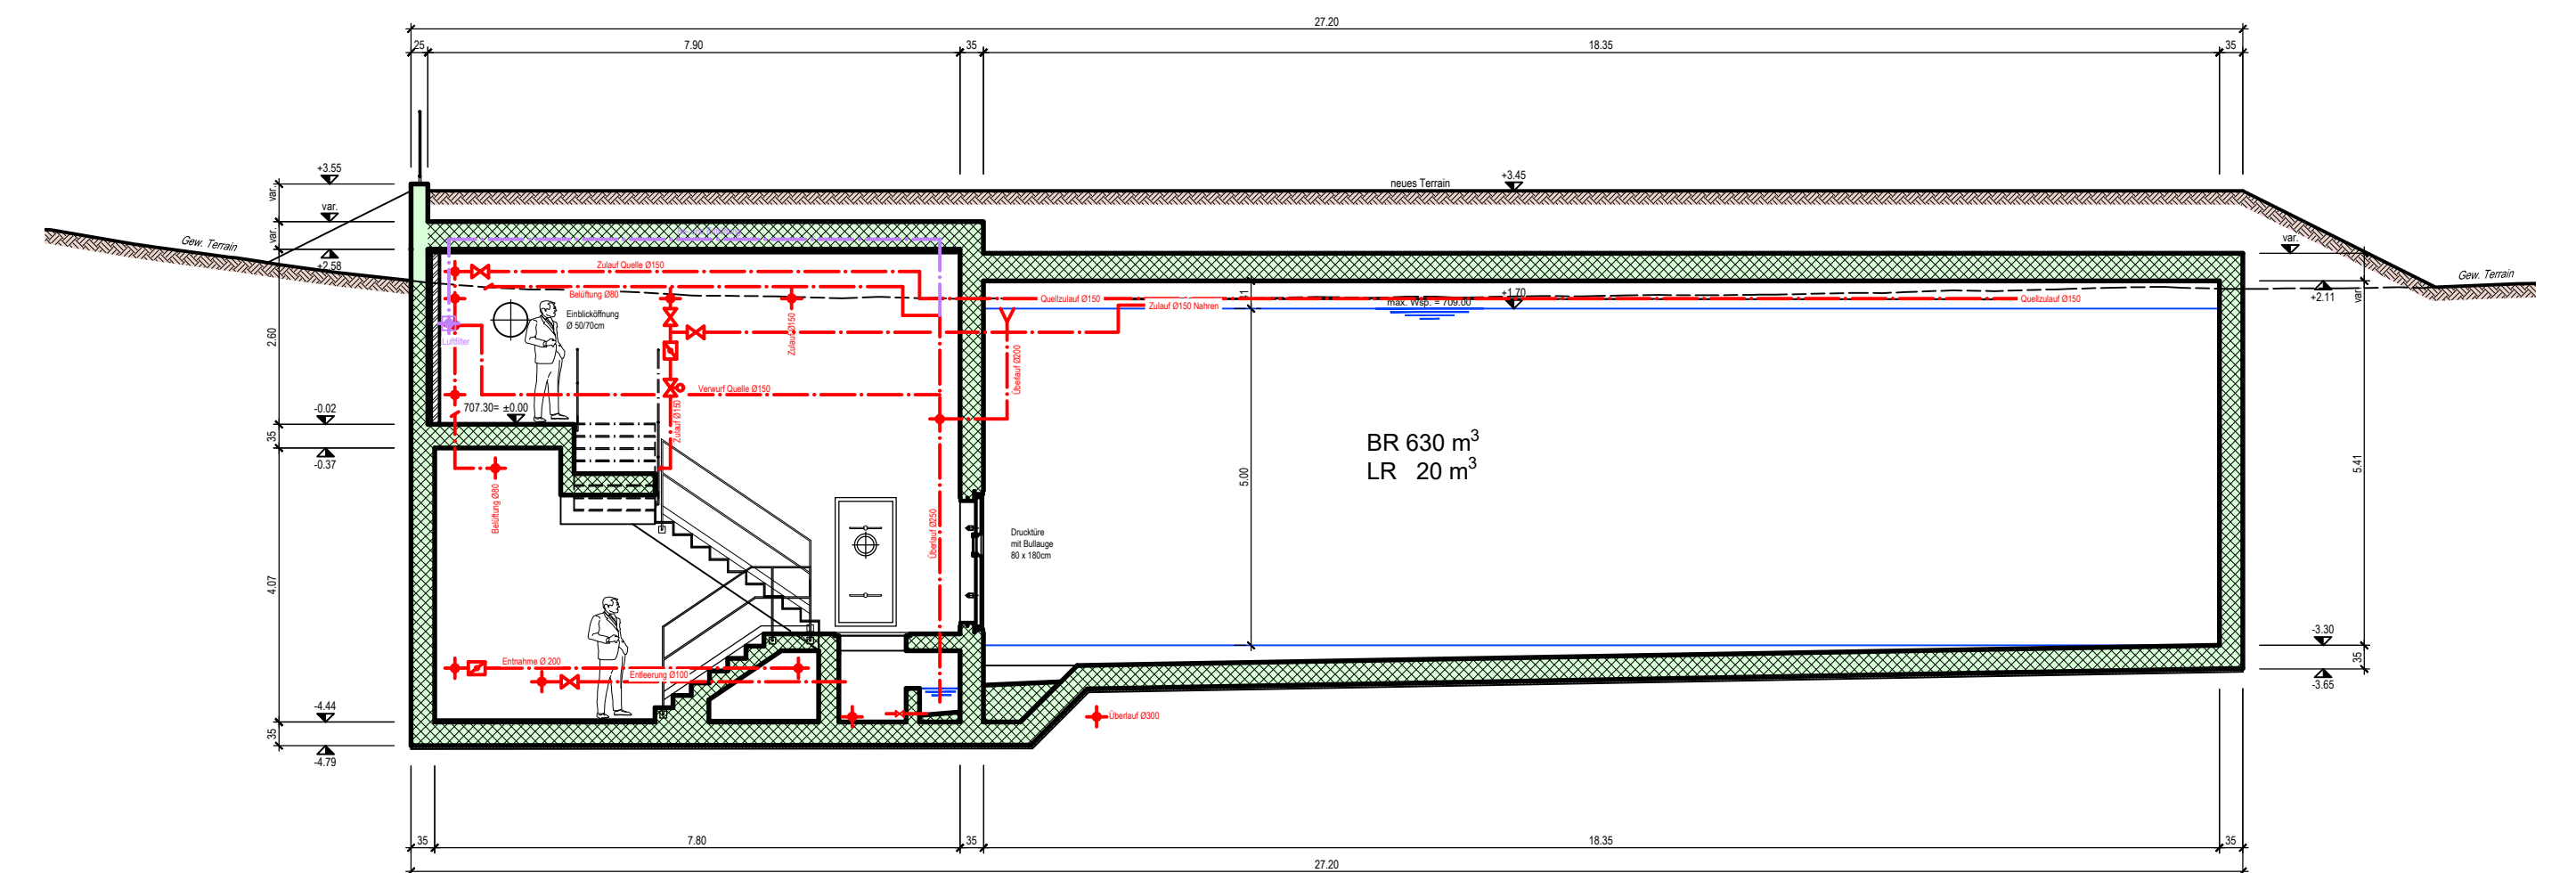 27.20
25
7.90
35
18.35
35
+3.55
neues Terrain
+3.45
var.
var.
var.
Gew. Terrain
+2.58
var.
Gew. Terrain
+2.11
var.
Zulauf Quelle Ø150
Belüftung Ø80
Quellzulauf Ø150
+1.70
max. Wsp. = 709.00
Quellzulauf Ø150
Zulauf Ø150 Nahren
Einblicköffnung
Ø 50/70cm
Luftfilter
Zulauf Ø150
Überlauf Ø200
2.60
Verwurf Quelle Ø150
707.30= ±0.00
-0.02
35
-0.37
Zulauf Ø150
BR 630 m³
LR 20 m³
5.00
5.41
Belüftung Ø80
Überlauf Ø250
Drucktüre
mit Bullauge
80 x 180cm
4.07
-3.30
35
-3.65
Entnahme Ø 200
Entleerung Ø100
-4.44
35
-4.79
Überlauf Ø300
35
7.80
35
18.35
35
27.20